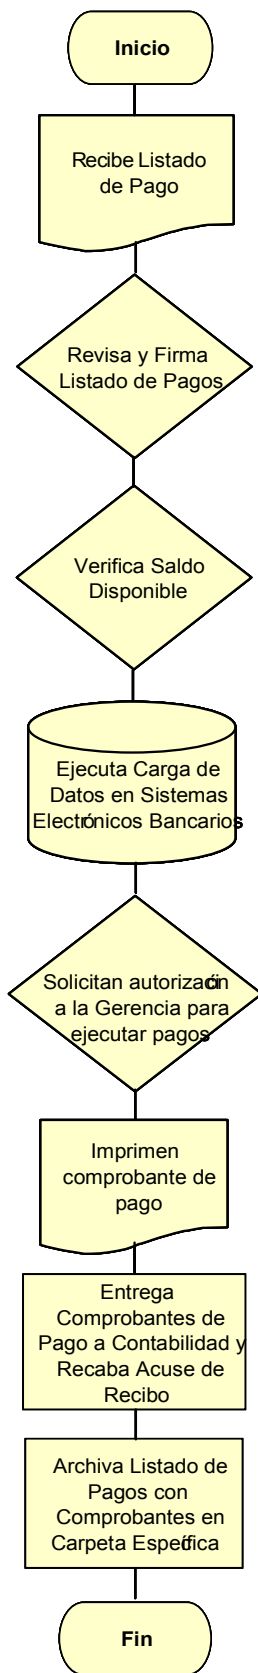 Inicio
Recibe Listado
de Pago
Revisa y Firma
Listado de Pagos
Verifica Saldo
Disponible
Ejecuta Carga de
Datos en Sistemas
Electrónicos Bancarios
Solicitan autorización
a la Gerencia para
ejecutar pagos
Imprimen
comprobante de
pago
Entrega
Comprobantes de
Pago a Contabilidad y
Recaba Acuse de
Recibo
Archiva Listado de
Pagos con
Comprobantes en
Carpeta Específica
Fin